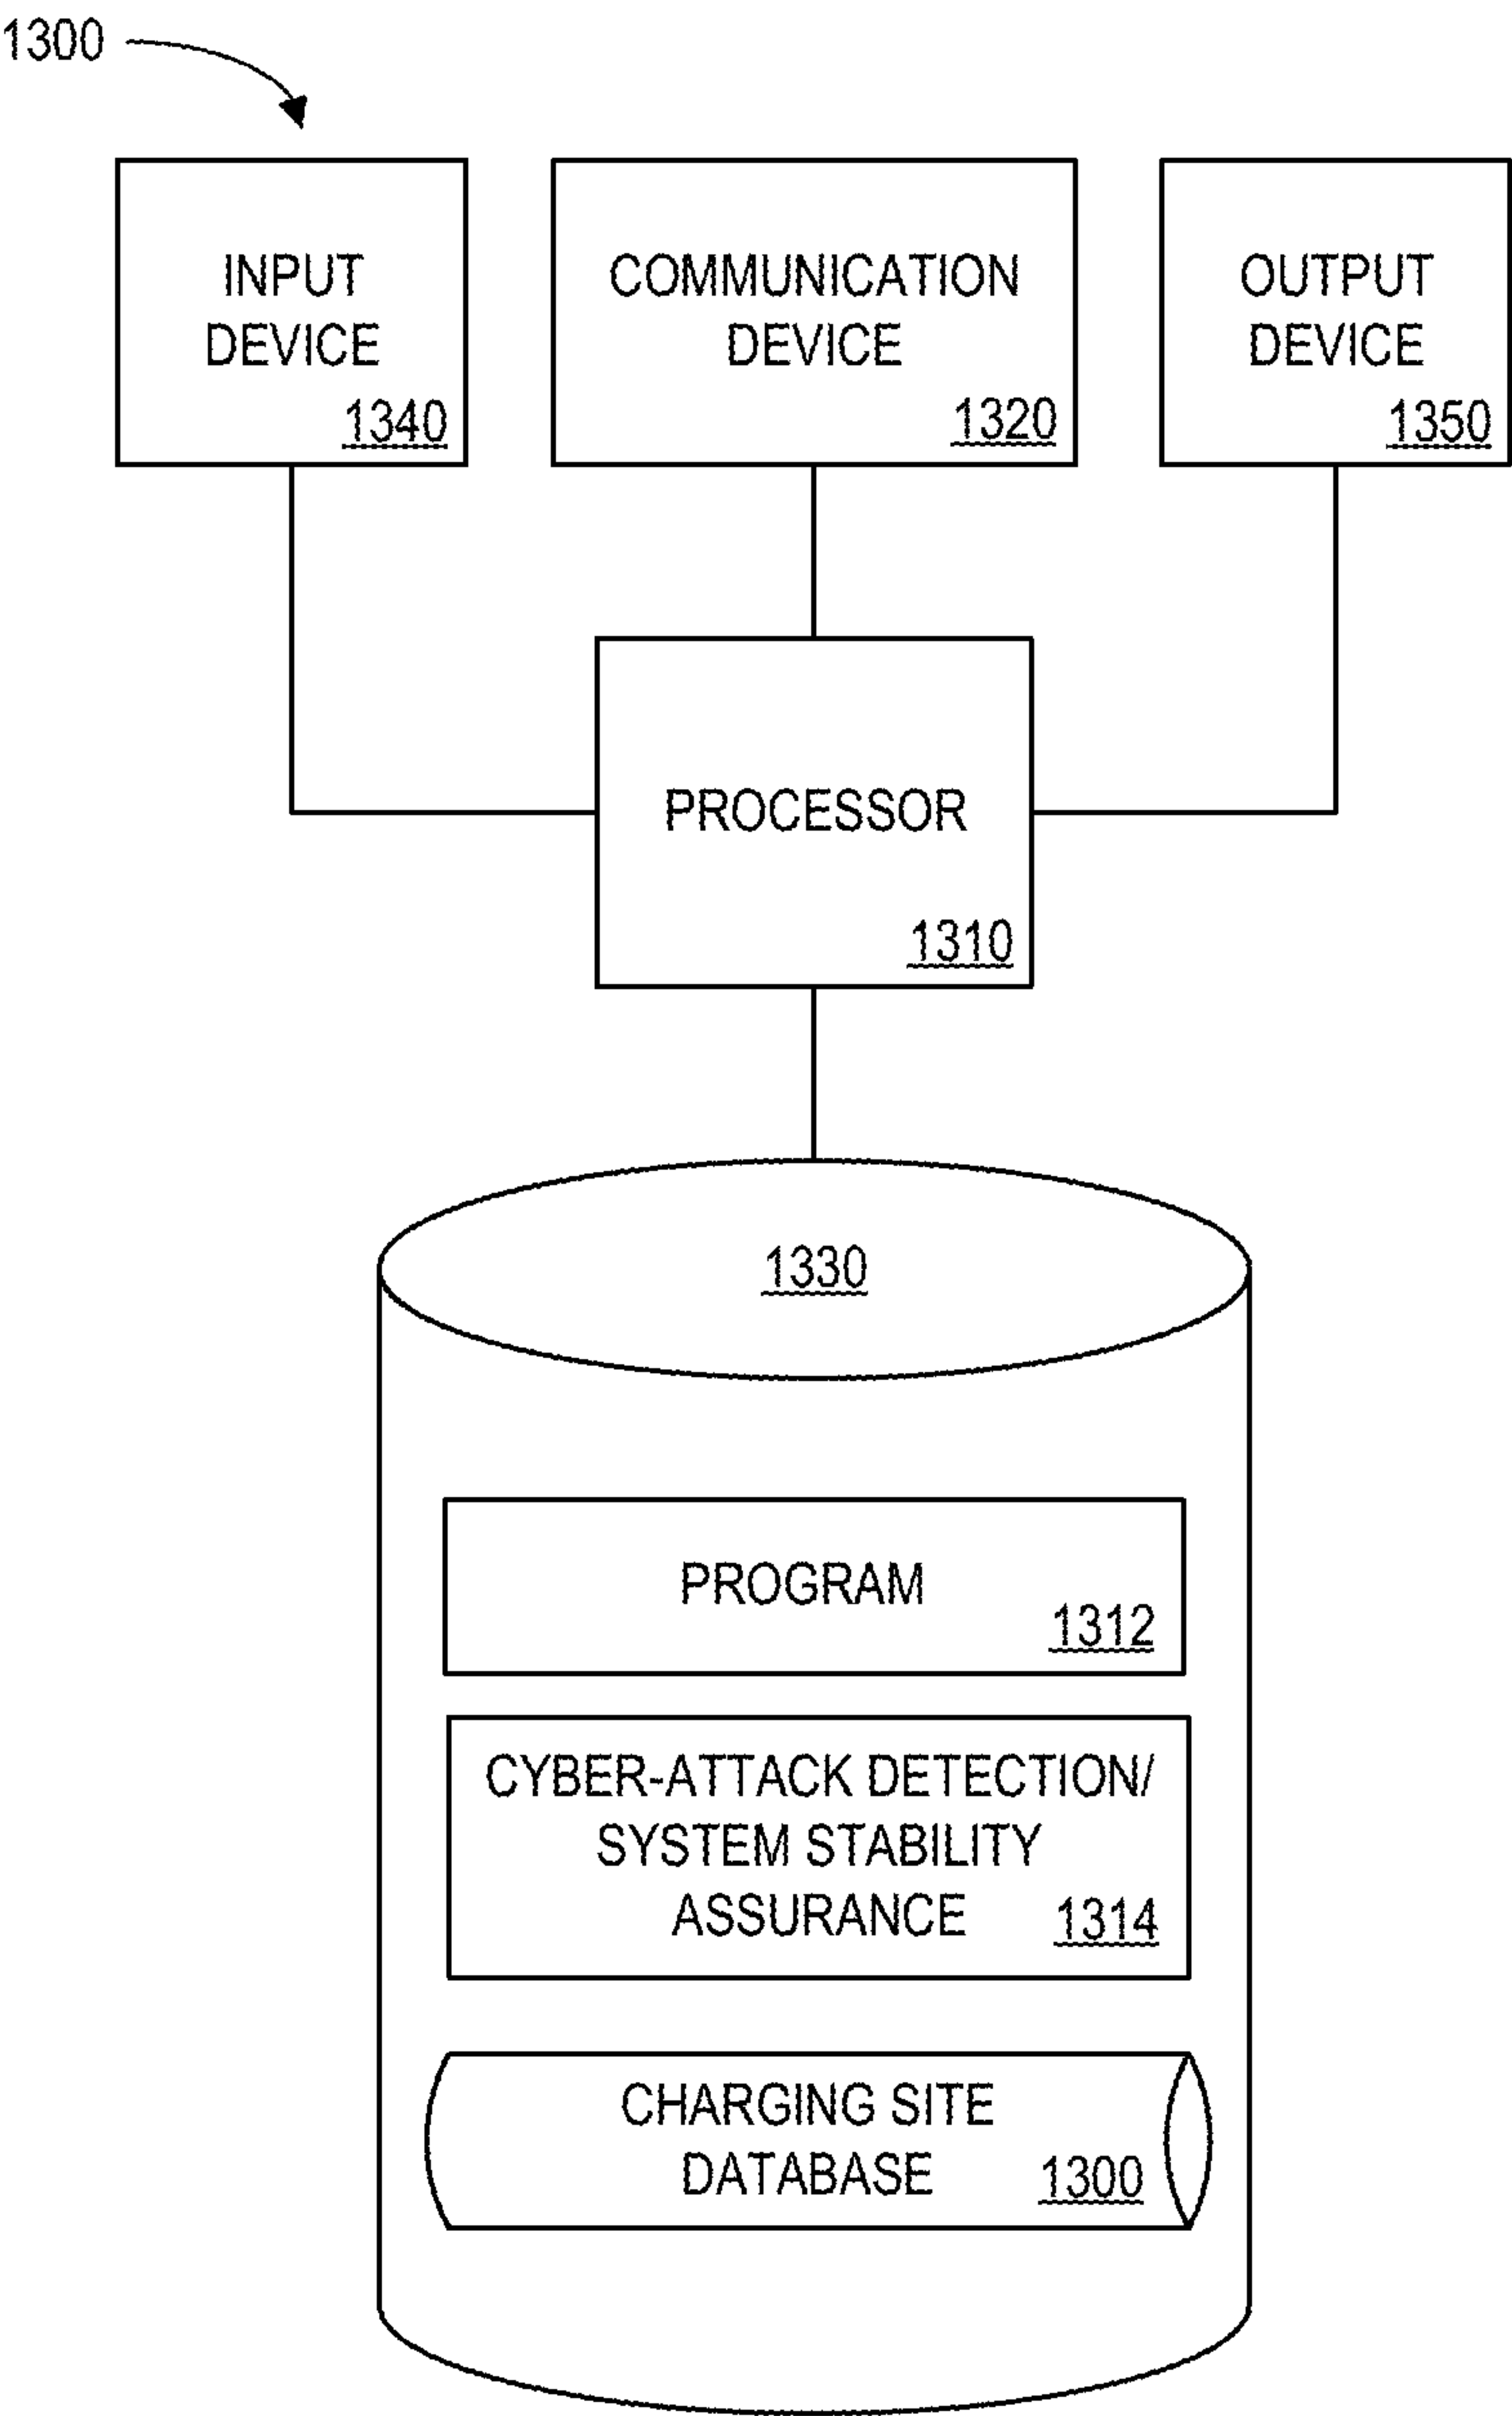 1300
INPUT
DEVICE
1340
COMMUNICATION
DEVICE
1320
OUTPUT
DEVICE
1350
PROCESSOR
1310
1330
PROGRAM
1312
CYBER-ATTACK DETECTION/
SYSTEM STABILITY
ASSURANCE
1314
CHARGING SITE
DATABASE
1300